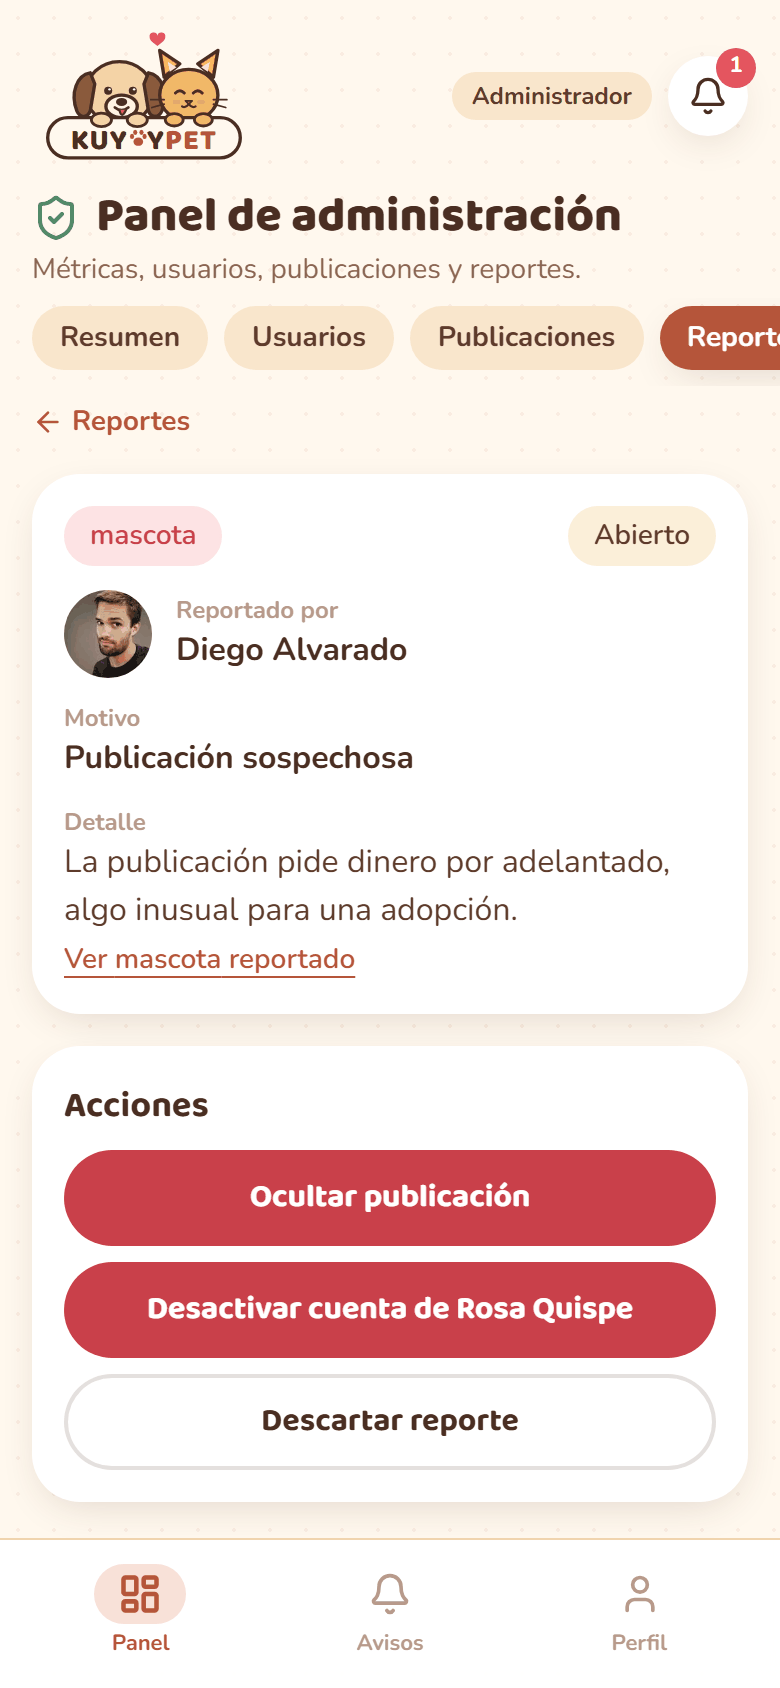 KUYYPET
Administrador
1
Panel de administración
Métricas, usuarios, publicaciones y reportes.
Resumen
Usuarios
Publicaciones
Reporte
Reportes
mascota
Abierto
Reportado por
Diego Alvarado
Motivo
Publicación sospechosa
Detalle
La publicación pide dinero por adelantado,
algo inusual para una adopción.
Ver mascota reportado
Acciones
Ocultar publicación
Desactivar cuenta de Rosa Quispe
Descartar reporte
Panel
Avisos
Perfil